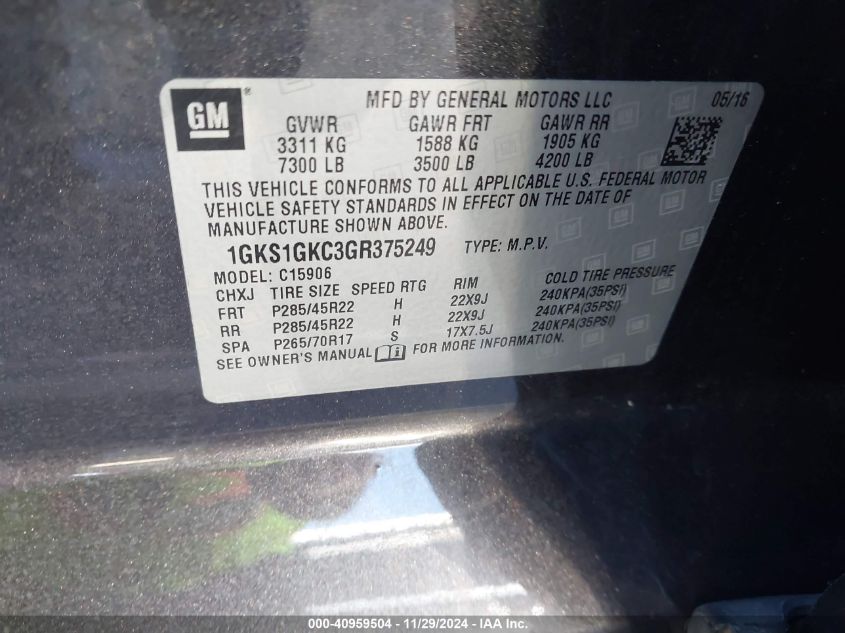 GM ® MFD BY GENERAL MOTORS LLC 05/16
GVWR GAWR FRT GAWR RR
3311 KG 1588 KG 1905 KG
7300 LB 3500 LB 4200 LB
THIS VEHICLE CONFORMS TO ALL APPLICABLE U.S. FEDERAL MOTOR
VEHICLE SAFETY STANDARDS IN EFFECT ON THE DATE OF
MANUFACTURE SHOWN ABOVE.
1GKS1GKC3GR375249 TYPE: M.P.V.
MODEL: C15906
CHXJ TIRE SIZE SPEED RTG RIM COLD TIRE PRESSURE
FRT P285/45R22 H 22X9J 240KPA(35PSI)
RR P285/45R22 H 22X9J 240KPA(35PSI)
SPA P265/70R17 S 17X7.5J 240KPA(35PSI)
SEE OWNER'S MANUAL FOR MORE INFORMATION.
000-40959504 - 11/29/2024 - IAAI.com